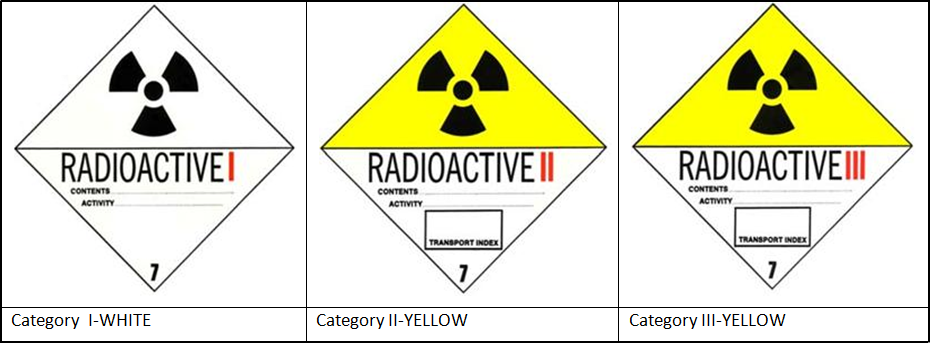 RADIOACTIVE I
CONTENTS
ACTIVITY
7
RADIOACTIVE II
CONTENTS
ACTIVITY
TRANSPORT INDEX
7
RADIOACTIVE III
CONTENTS
ACTIVITY
TRANSPORT INDEX
7
Category I-WHITE
Category II-YELLOW
Category III-YELLOW